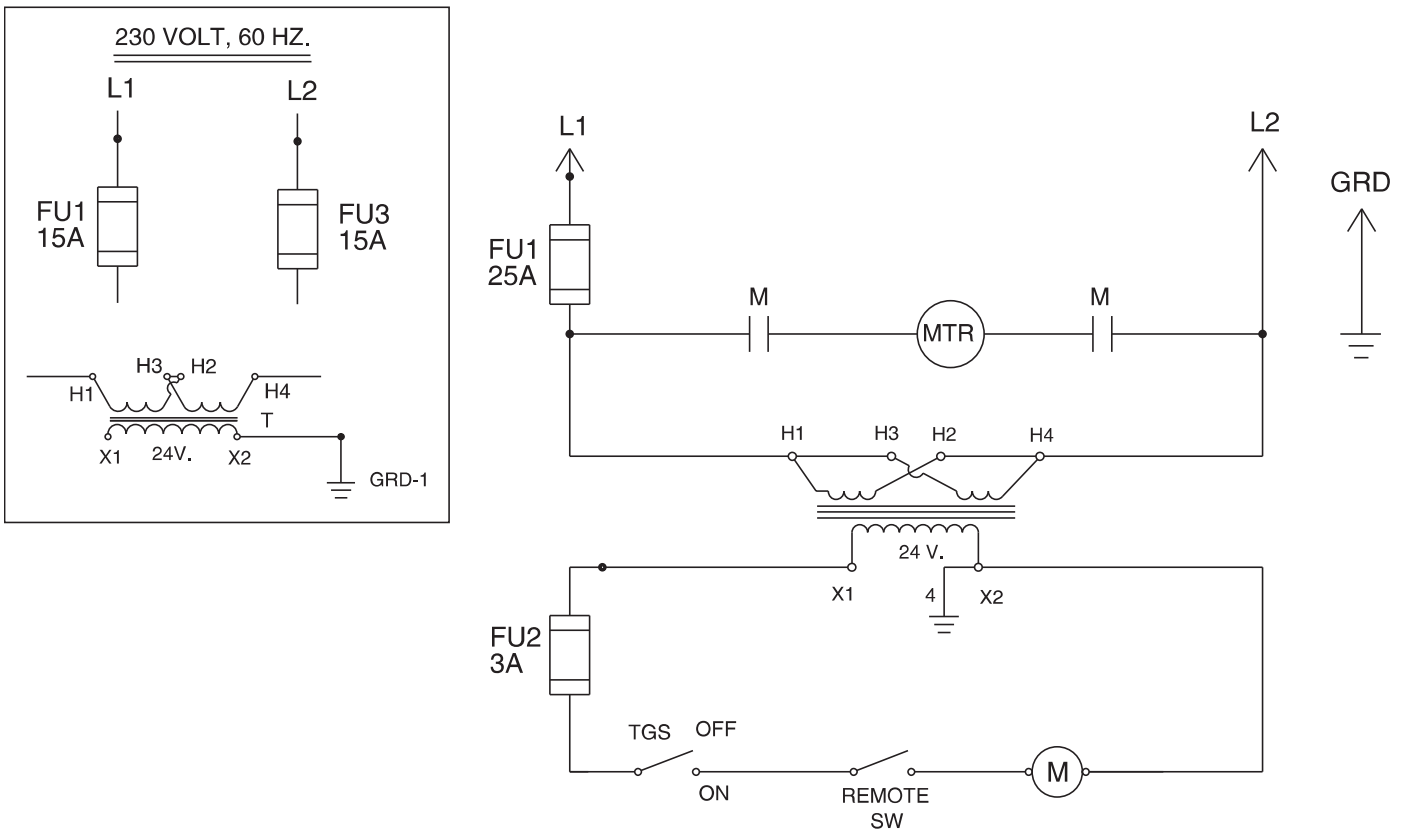 230 VOLT, 60 HZ.
L1
L2
FU1
15A
FU3
15A
H1
H3
H2
H4
T
X1
24V.
X2
GRD-1
L1
L2
GRD
FU1
25A
M
MTR
M
H1
H3
H2
H4
24 V.
X1
4
X2
FU2
3A
TGS
OFF
ON
REMOTE
SW
M